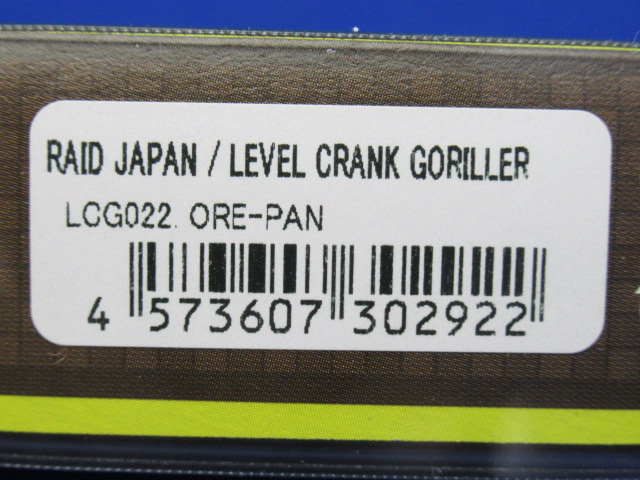 RAID JAPAN / LEVEL CRANK GORILLER
LCG022. ORE-PAN
4 573607 302922